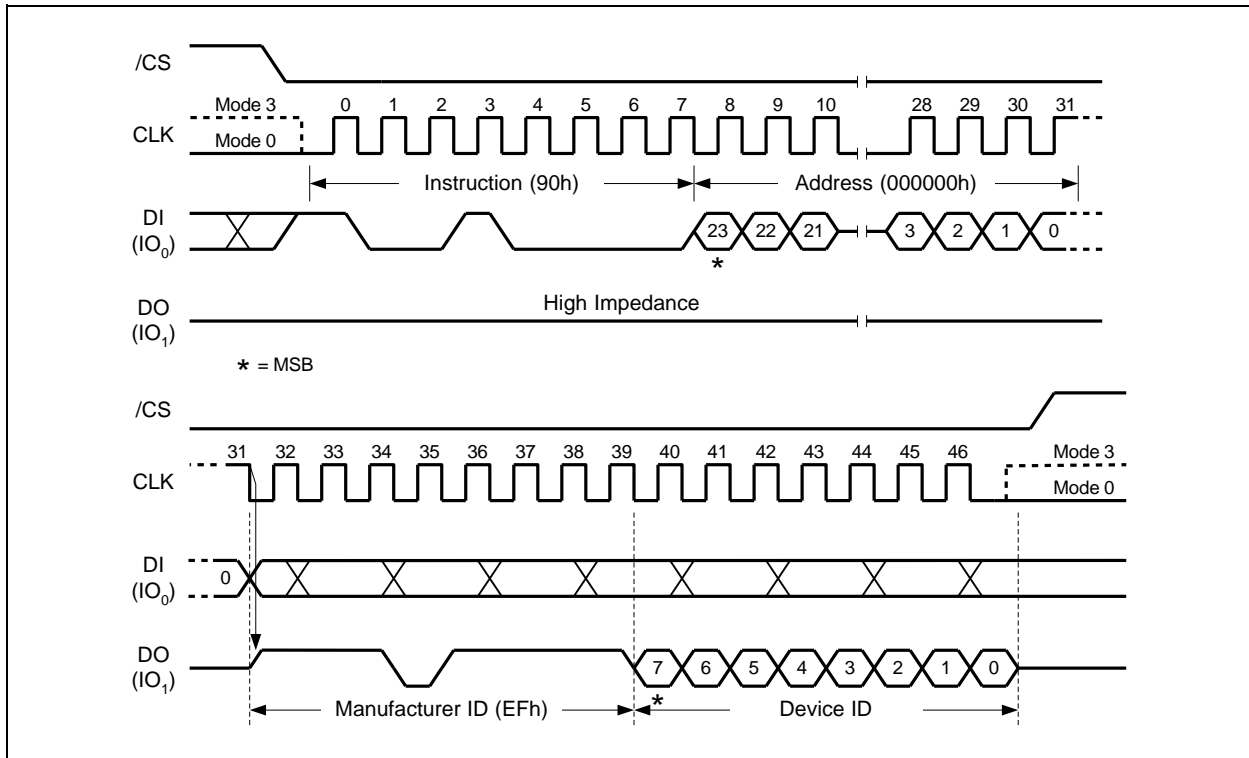 /CS
Mode 3 0 1 2 3 4 5 6 7 8 9 10 28 29 30 31
CLK
Mode 0
Instruction (90h) Address (000000h)
DI
(IO0)
23 22 21 3 2 1 0
*
High Impedance
DO
(IO1)
* = MSB
/CS
31 32 33 34 35 36 37 38 39 40 41 42 43 44 45 46 Mode 3
CLK
Mode 0
DI
(IO0)
0
DO
(IO1)
7 6 5 4 3 2 1 0
*
Manufacturer ID (EFh) Device ID